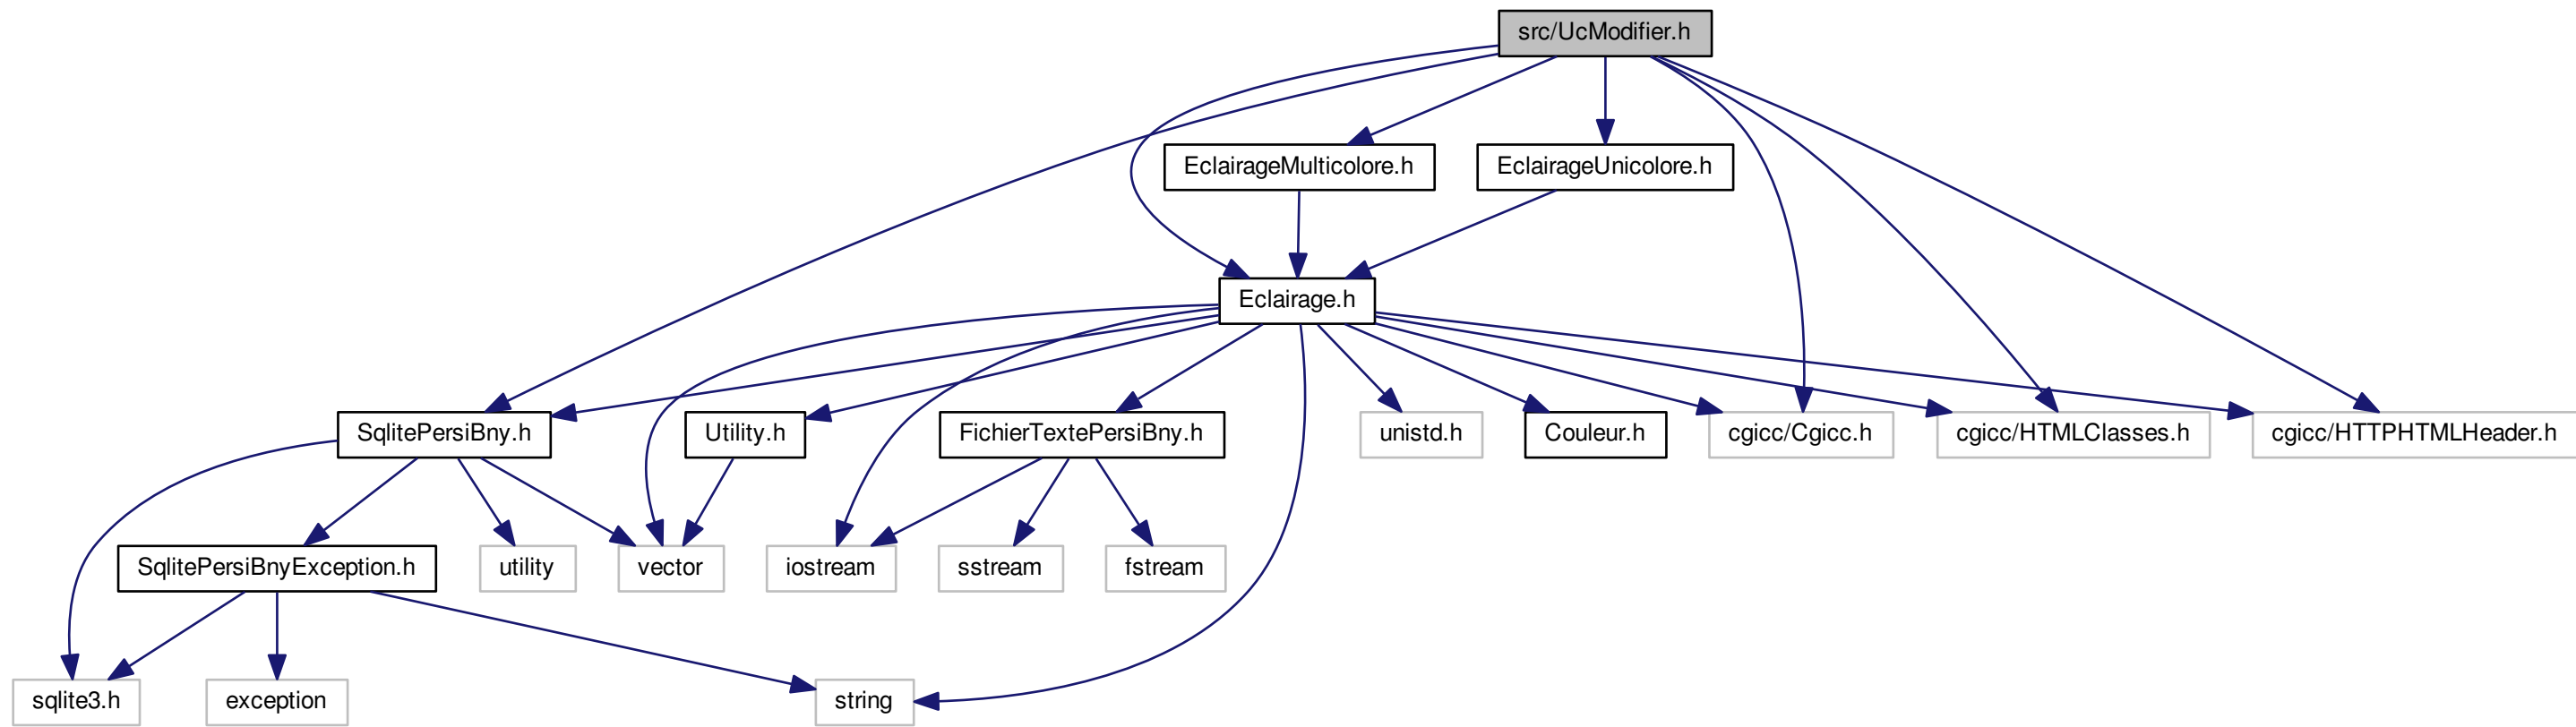 src/UcModifier.h
EclairageMulticolore.h
EclairageUnicolore.h
Eclairage.h
SqlitePersiBny.h
Utility.h
FichierTextePersiBny.h
unistd.h
Couleur.h
cgicc/Cgicc.h
cgicc/HTMLClasses.h
cgicc/HTTPHTMLHeader.h
SqlitePersiBnyException.h
utility
vector
iostream
sstream
fstream
sqlite3.h
exception
string